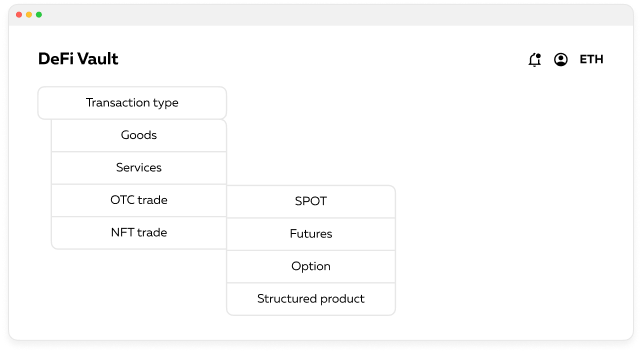 DeFi Vault
ETH
Transaction type
Goods
Services
OTC trade
NFT trade
SPOT
Futures
Option
Structured product